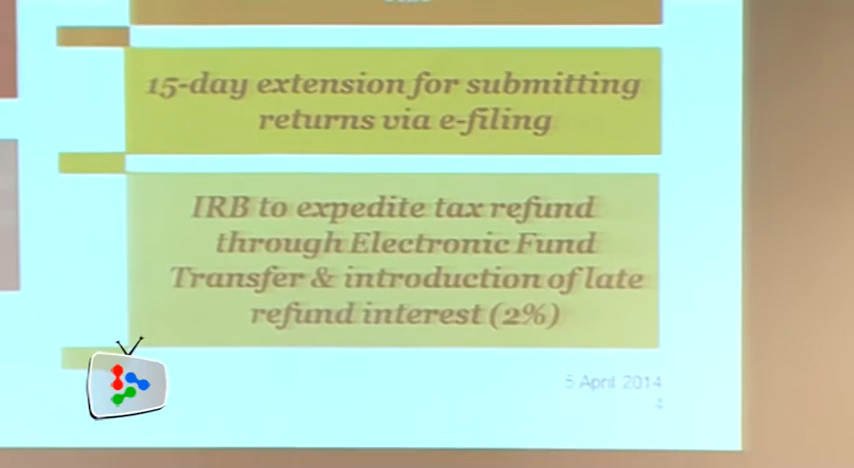 15-day extension for submitting
returns via e-filing
IRB to expedite tax refund
through Electronic Fund
Transfer & introduction of late
refund interest (2%)
5 April 2014
4